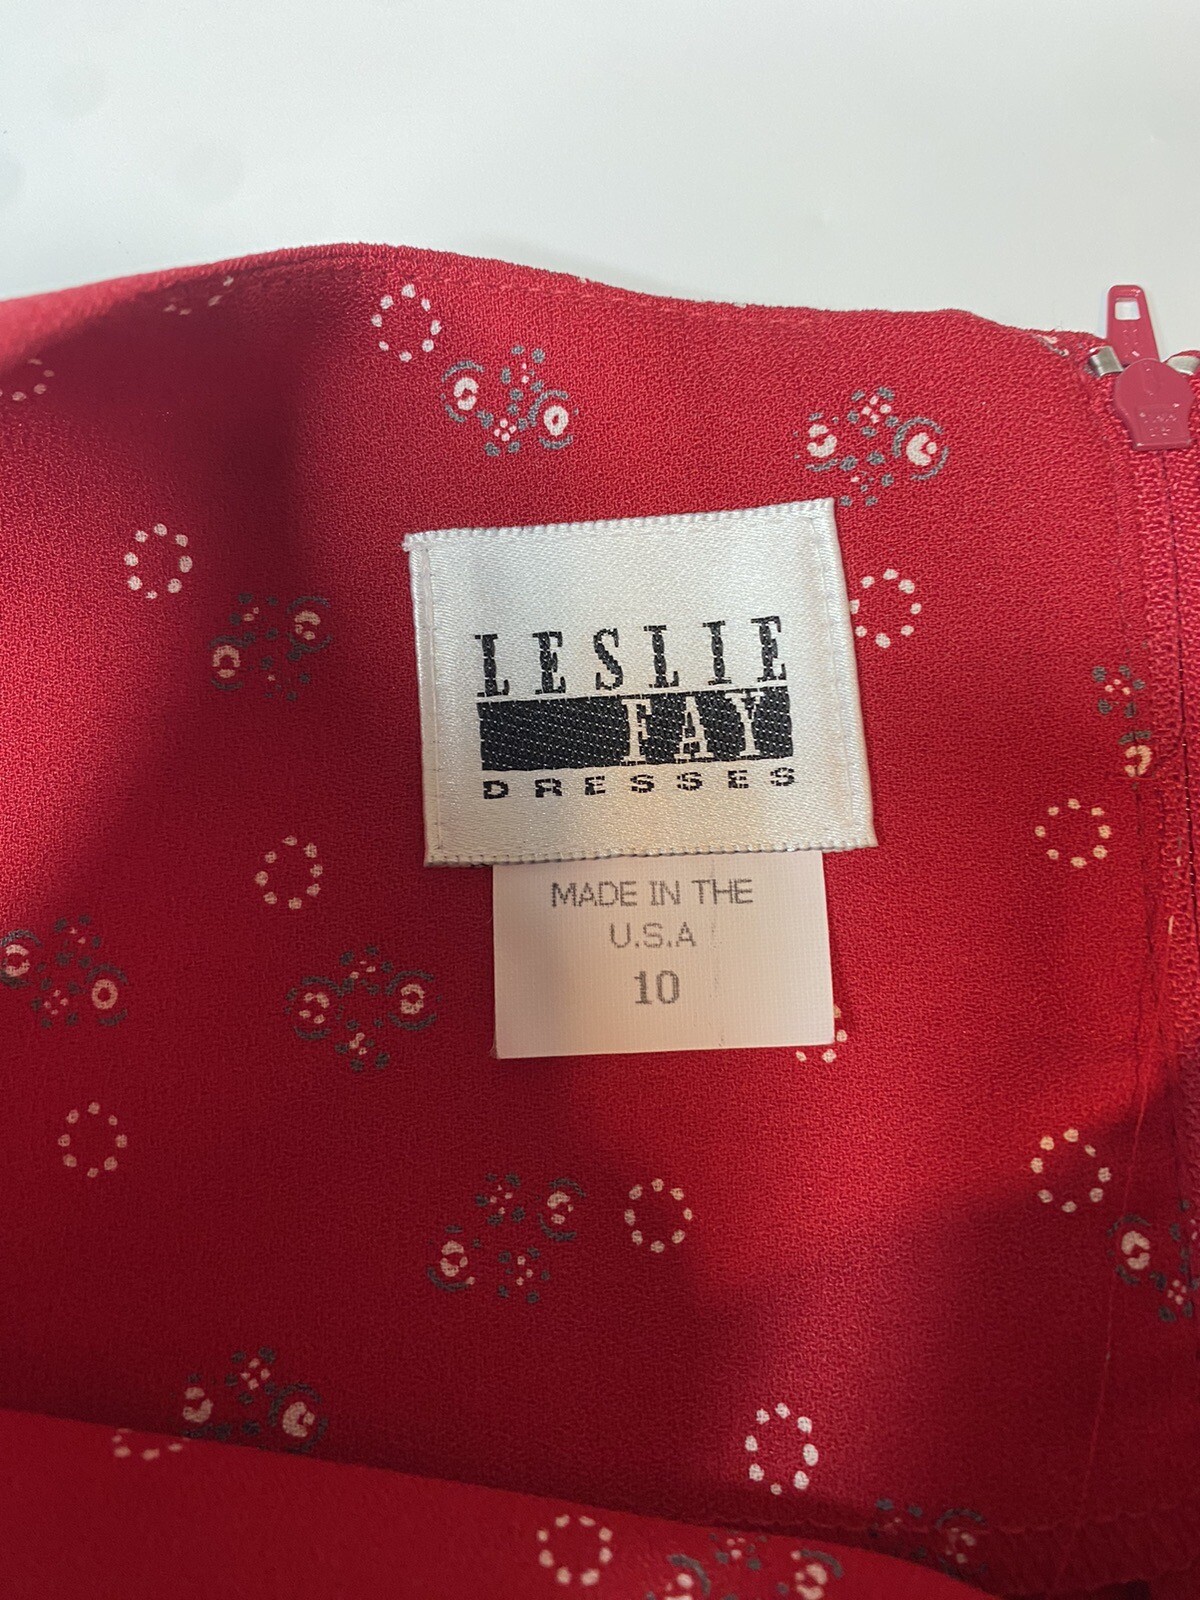 LESLIE
FAY
DRESSES
MADE IN THE
U.S.A
10